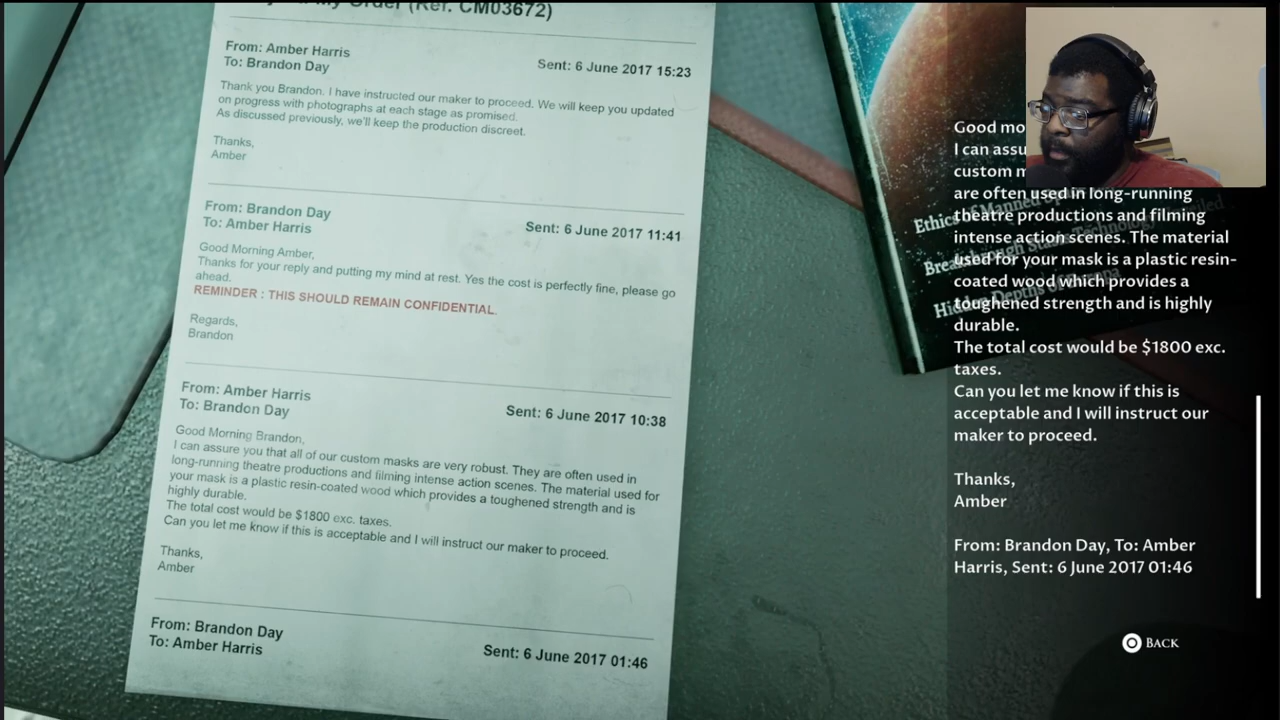 My Order (Ref. CM03672)
From: Amber Harris
To: Brandon Day
Sent: 6 June 2017 15:23
Thank you Brandon. I have instructed our maker to proceed. We will keep you updated
on progress with photographs at each stage as promised.
As discussed previously, we'll keep the production discreet.
Thanks,
Amber
From: Brandon Day
To: Amber Harris
Sent: 6 June 2017 11:41
Good Morning Amber,
Thanks for your reply and putting my mind at rest. Yes the cost is perfectly fine, please go
ahead.
REMINDER : THIS SHOULD REMAIN CONFIDENTIAL.
Regards,
Brandon
From: Amber Harris
To: Brandon Day
Sent: 6 June 2017 10:38
Good Morning Brandon,
I can assure you that all of our custom masks are very robust. They are often used in
long-running theatre productions and filming intense action scenes. The material used for
your mask is a plastic resin-coated wood which provides a toughened strength and is
highly durable.
The total cost would be $1800 exc. taxes.
Can you let me know if this is acceptable and I will instruct our maker to proceed.
Thanks,
Amber
From: Brandon Day
To: Amber Harris
Sent: 6 June 2017 01:46
Ethics of Manned
Hidden Depths of
Good mo
I can assu
custom m
are often used in long-running
theatre productions and filming
intense action scenes. The material
used for your mask is a plastic resin-
coated wood which provides a
toughened strength and is highly
durable.
The total cost would be $1800 exc.
taxes.
Can you let me know if this is
acceptable and I will instruct our
maker to proceed.
Thanks,
Amber
From: Brandon Day, To: Amber
Harris, Sent: 6 June 2017 01:46
BACK